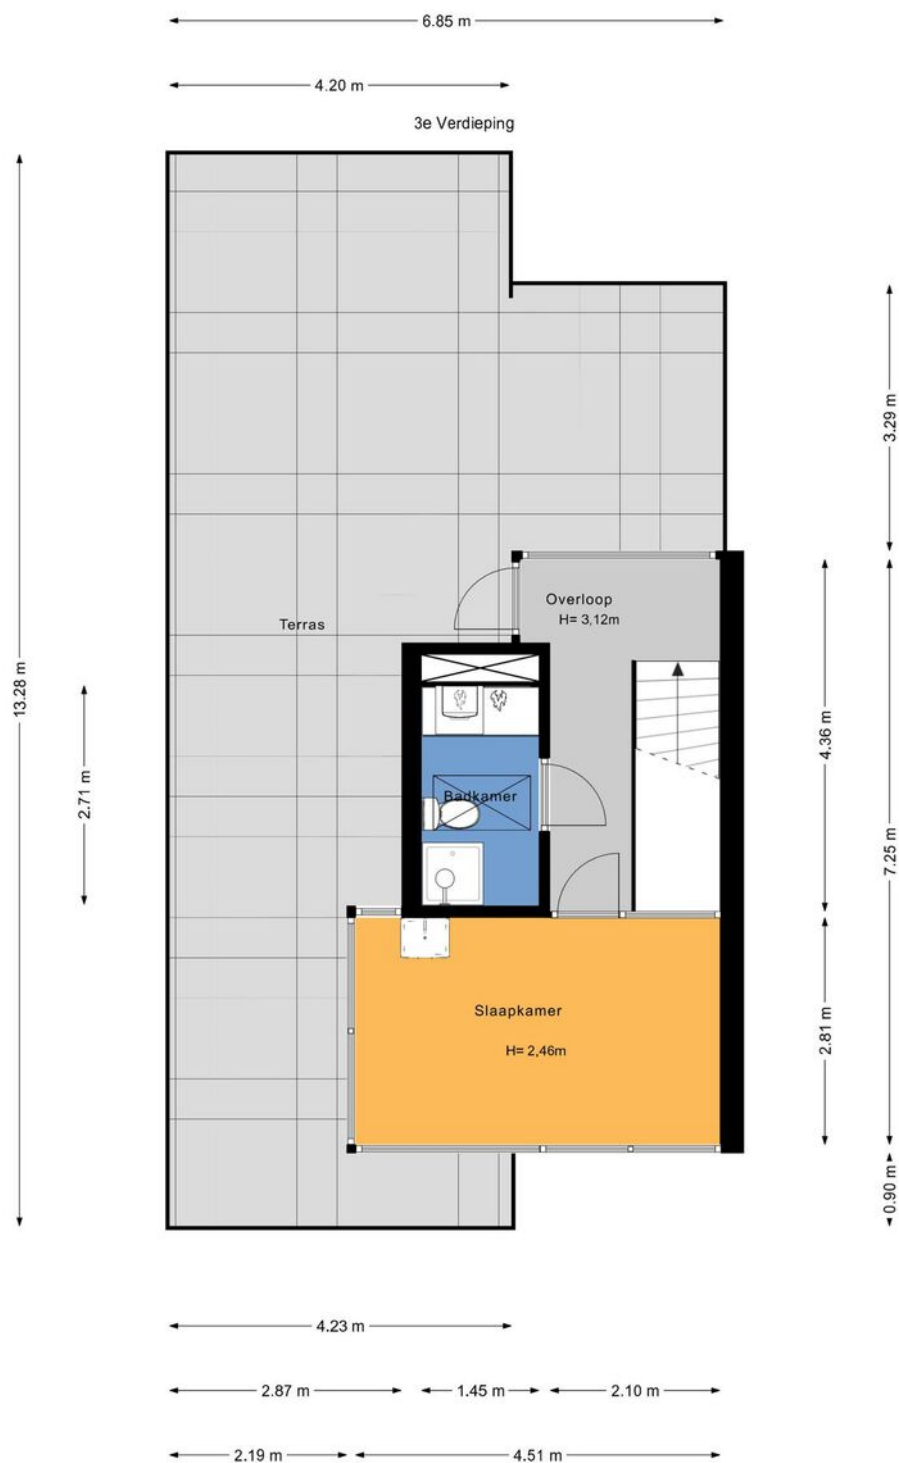 6.85 m
4.20 m
3e Verdieping
3.29 m
Overloop
H= 3,12m
Terras
13.28 m
4.36 m
2.71 m
Badkamer
7.25 m
Slaapkamer
2.81 m
H= 2,46m
0.90 m
4.23 m
2.87 m
1.45 m
2.10 m
2.19 m
4.51 m